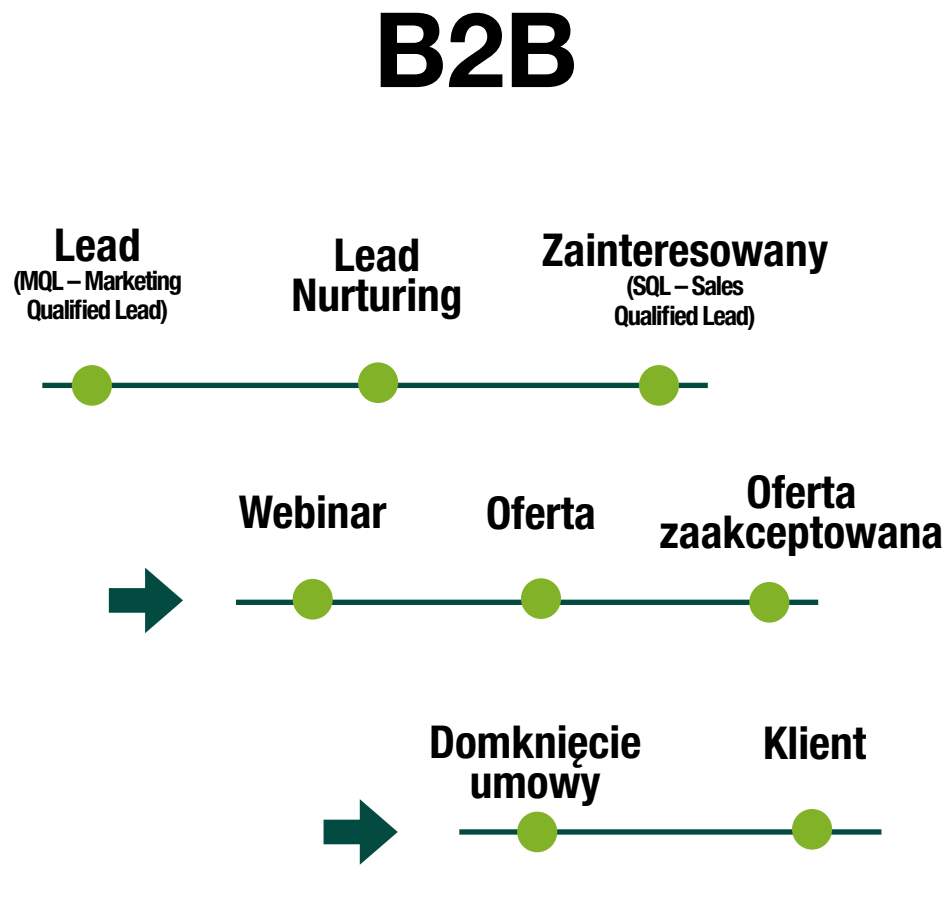 B2B
Lead
(MQL – Marketing
Qualified Lead)
Lead
Nurturing
Zainteresowany
(SQL – Sales
Qualified Lead)
Webinar
Oferta
Oferta
zaakceptowana
Domknięcie
umowy
Klient